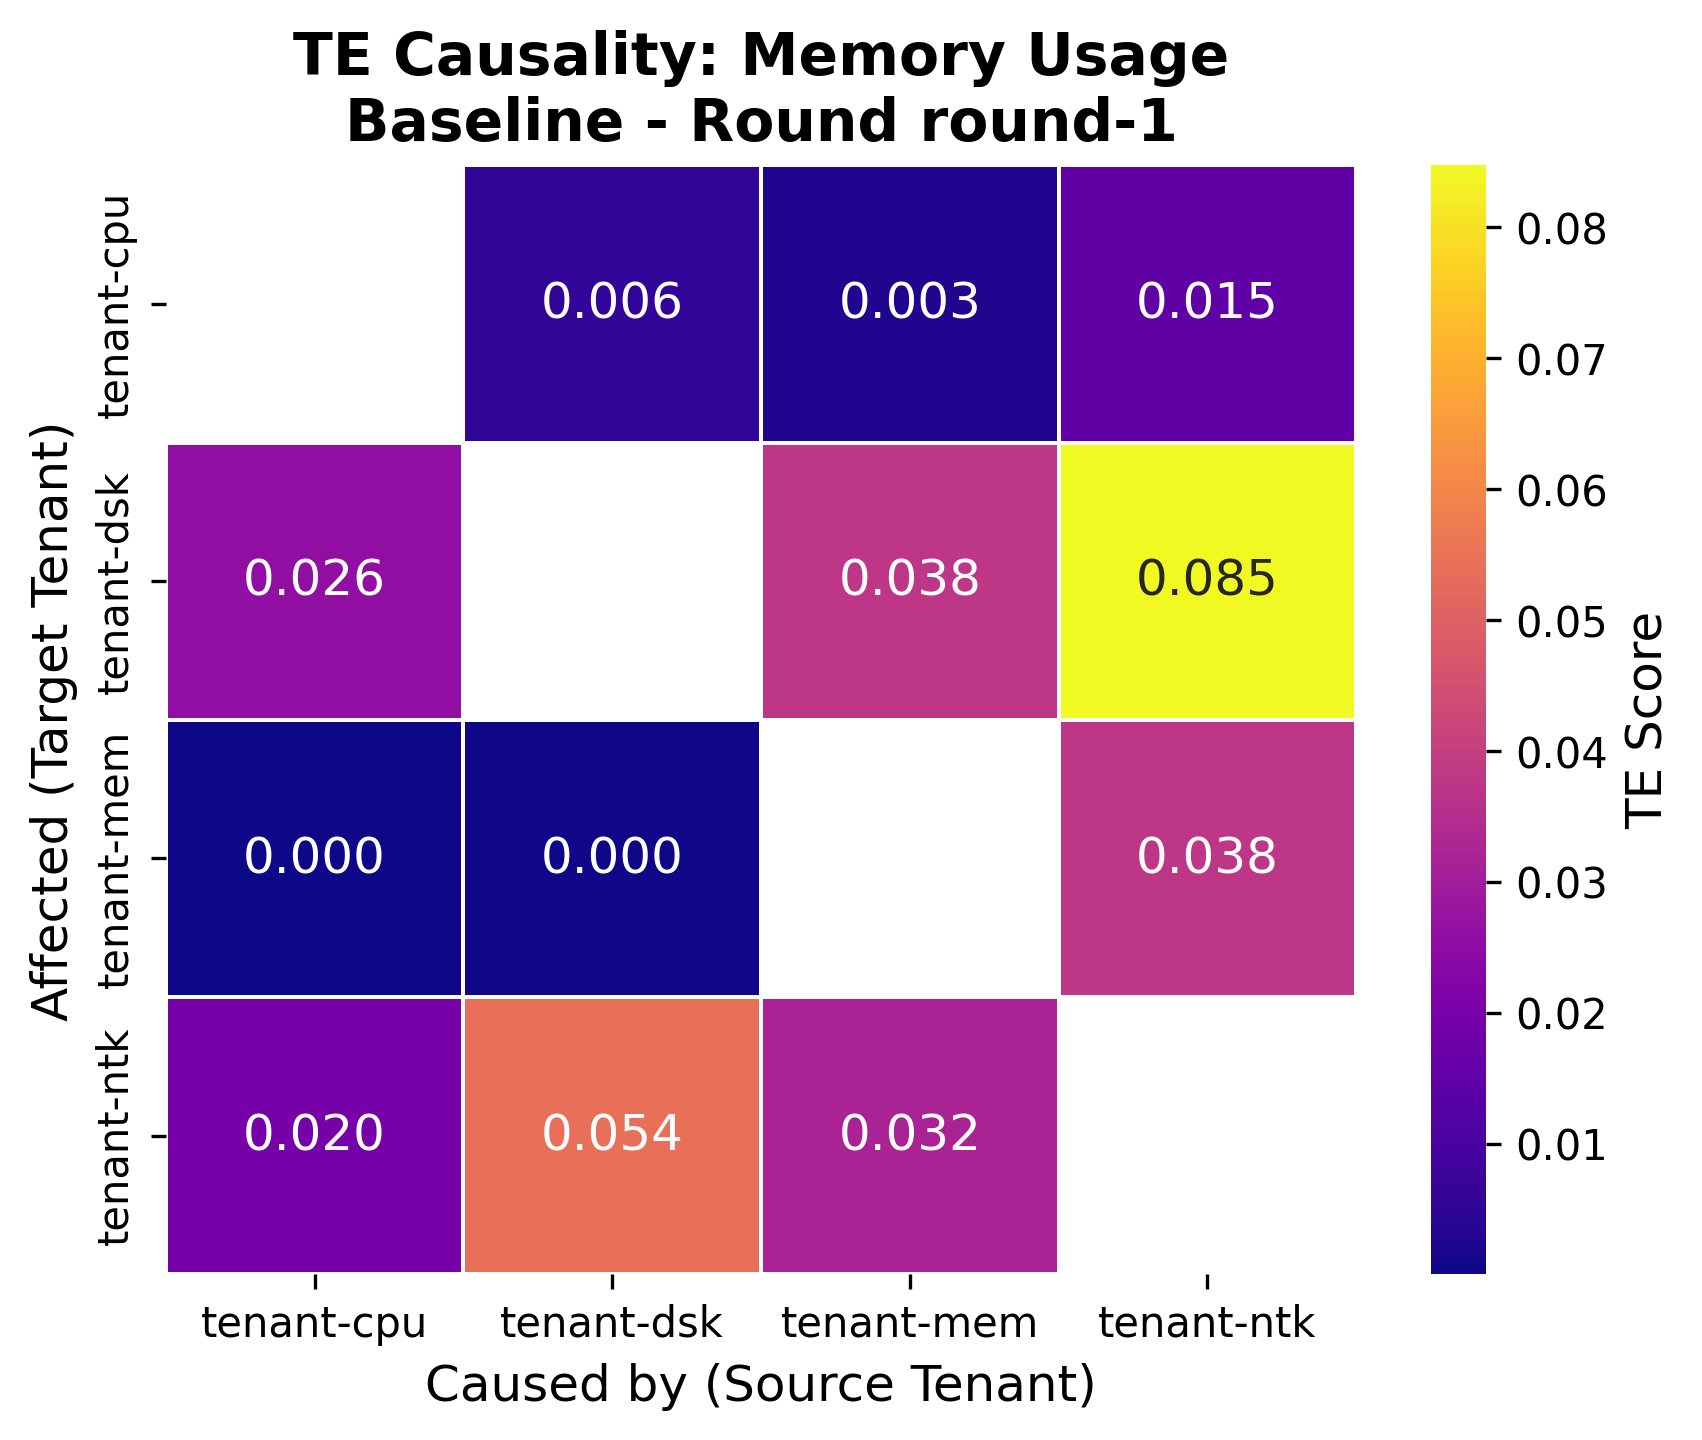 TE Causality: Memory Usage
Baseline - Round round-1
Affected (Target Tenant)
tenant-cpu
0.006
0.003
0.015
tenant-dsk
0.026
0.038
0.085
tenant-mem
0.000
0.000
0.038
tenant-ntk
0.020
0.054
0.032
tenant-cpu
tenant-dsk
tenant-mem
tenant-ntk
Caused by (Source Tenant)
0.08
0.07
0.06
0.05
0.04
0.03
0.02
0.01
TE Score